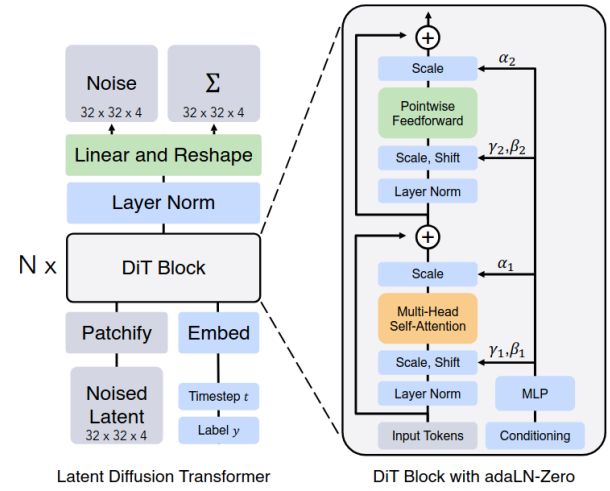 Noise
32 x 32 x 4
Σ
32 x 32 x 4
Linear and Reshape
Layer Norm
N x
DiT Block
Patchify
Embed
Noised
Latent
32 x 32 x 4
Timestep t
Label y
Latent Diffusion Transformer
+
Scale
α₂
Pointwise
Feedforward
γ₂,β₂
Scale, Shift
Layer Norm
+
Scale
α₁
Multi-Head
Self-Attention
γ₁,β₁
Scale, Shift
Layer Norm
MLP
Input Tokens
Conditioning
DiT Block with adaLN-Zero